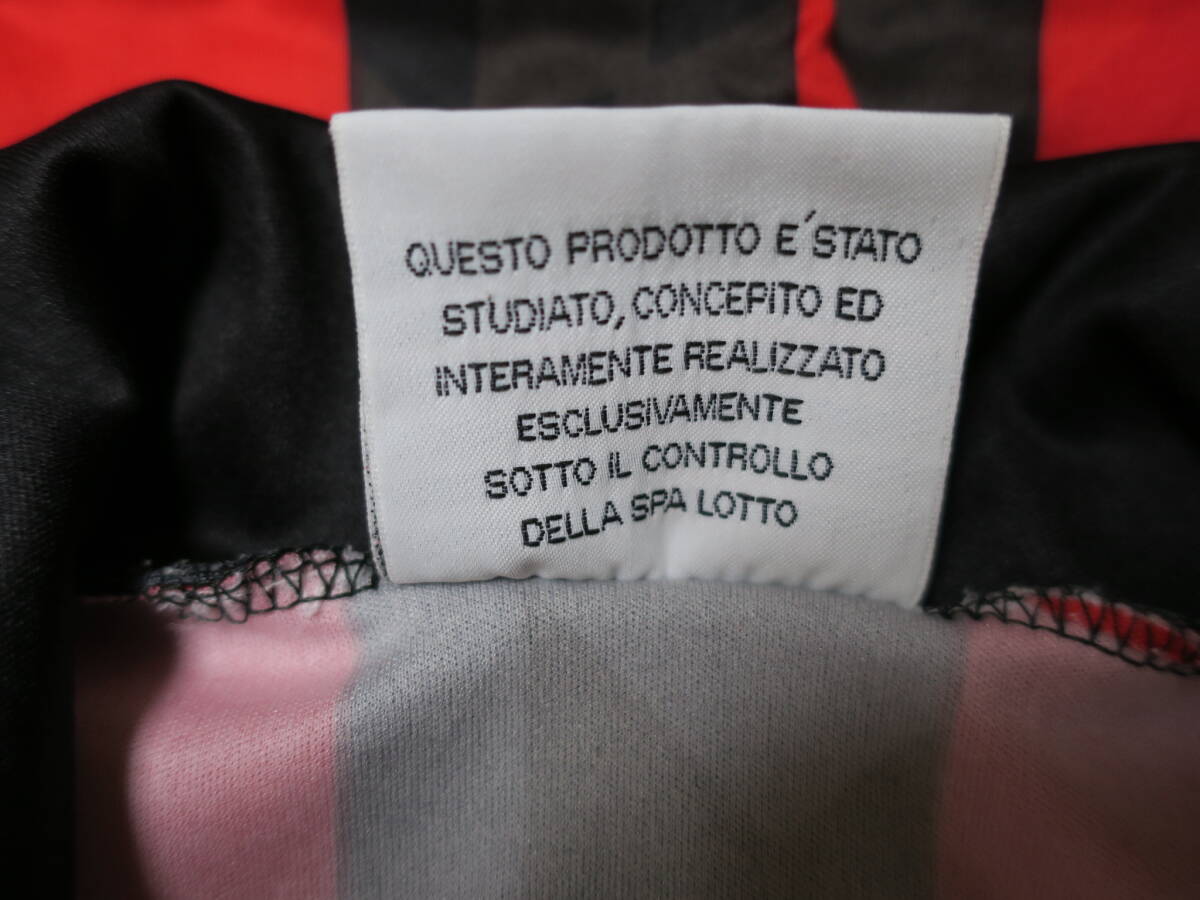 QUESTO PRODOTTO E´STATO
STUDIATO, CONCEPITO ED
INTERAMENTE REALIZZATO
ESCLUSIVAMENTE
SOTTO IL CONTROLLO
DELLA SPA LOTTO